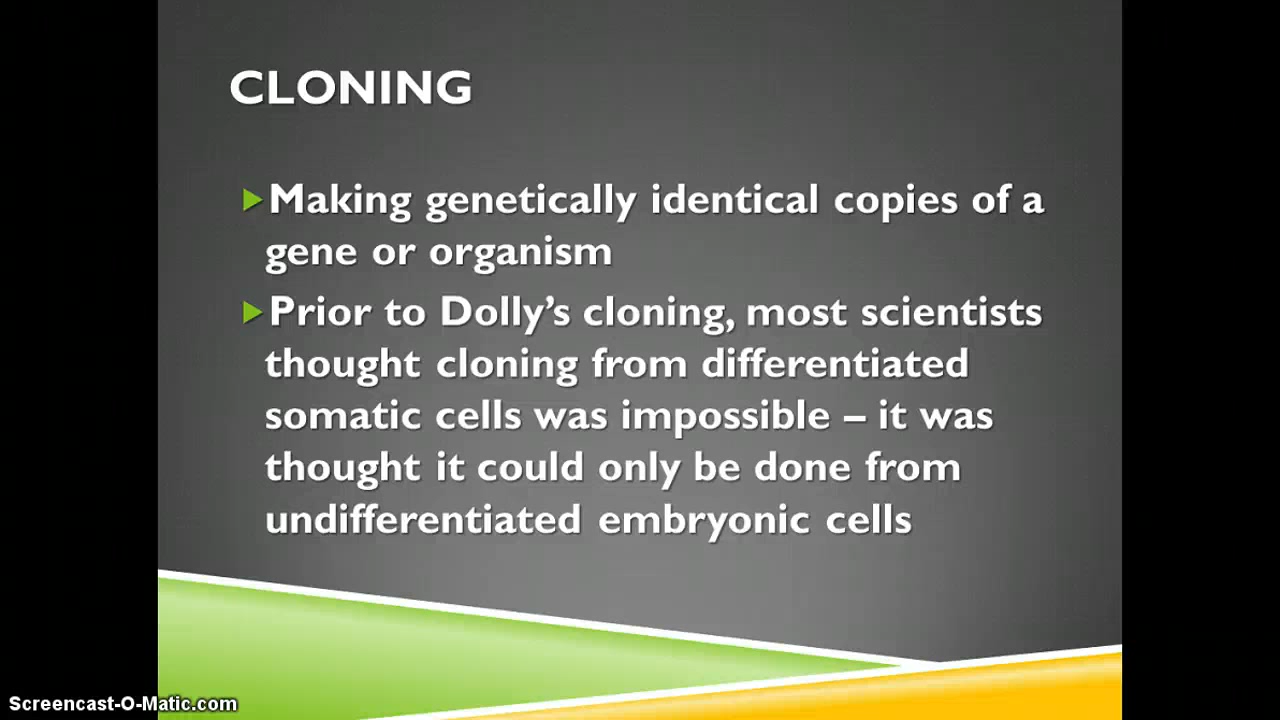 CLONING
Making genetically identical copies of a
gene or organism
Prior to Dolly's cloning, most scientists
thought cloning from differentiated
somatic cells was impossible – it was
thought it could only be done from
undifferentiated embryonic cells
Screencast-O-Matic.com